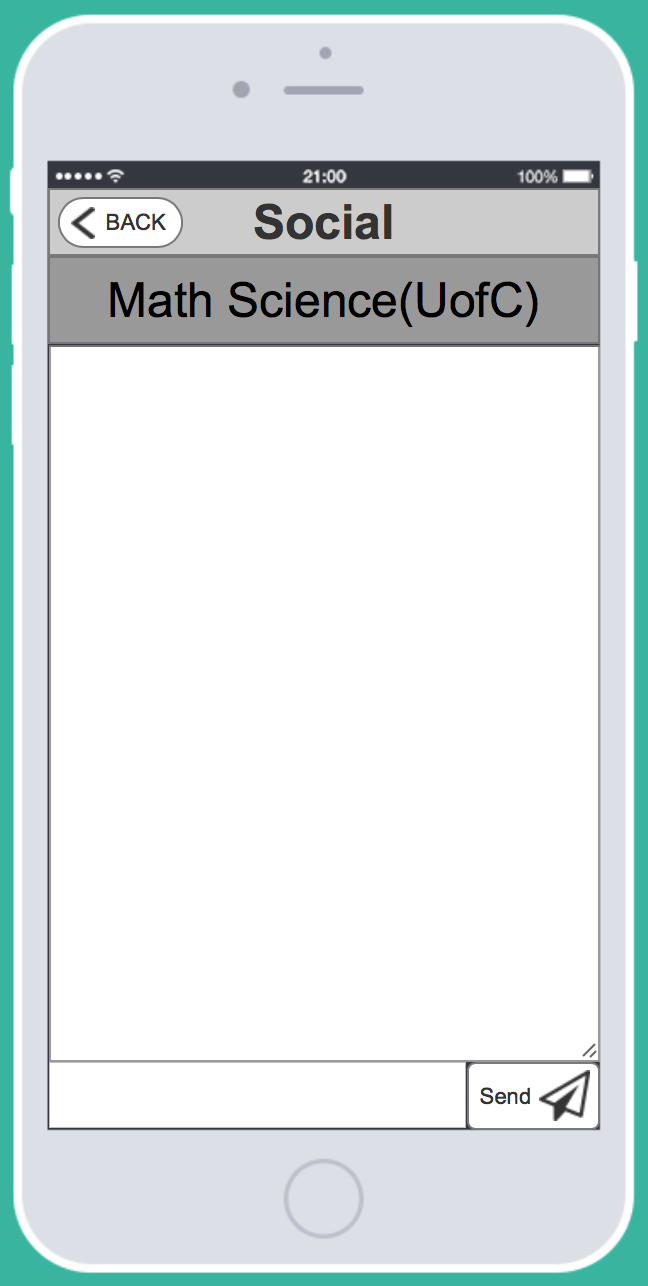 21:00 100%
BACK Social
Math Science(UofC)
Send